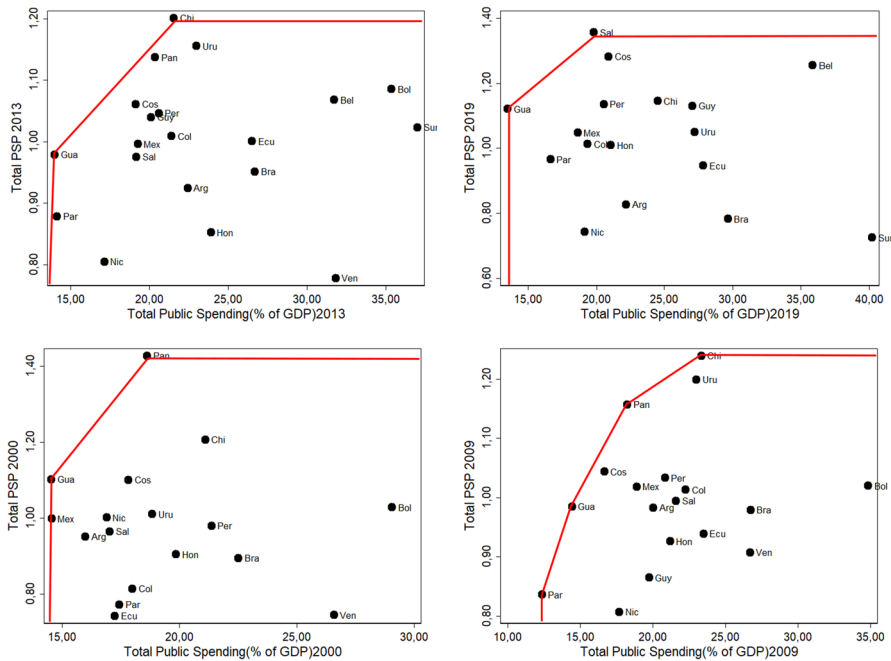 Total PSP 2013
1,20
1,10
1,00
0,90
0,80
Chi
Uru
Pan
Bel
Bol
Cos
Per
Guy
Sur
Col
Mex
Ecu
Gua
Sal
Bra
Arg
Par
Hon
Nic
Ven
15,00 20,00 25,00 30,00 35,00
Total Public Spending(% of GDP)2013
Total PSP 2019
1,40
1,20
1,00
0,80
0,60
Sal
Cos
Bel
Gua
Per
Chi
Guy
Mex
Uru
Col
Hon
Par
Ecu
Arg
Bra
Nic
Sur
15,00 20,00 25,00 30,00 35,00 40,00
Total Public Spending(% of GDP)2019
Total PSP 2000
1,40
1,20
1,00
0,80
Pan
Chi
Gua
Cos
Bol
Mex
Nic
Uru
Per
Sal
Arg
Hon
Bra
Col
Par
Ecu
Ven
15,00 20,00 25,00 30,00
Total Public Spending(% of GDP)2000
Total PSP 2009
1,20
1,10
1,00
0,90
0,80
Chi
Uru
Pan
Cos
Per
Mex
Col
Bol
Sal
Gua
Arg
Bra
Ecu
Hon
Ven
Guy
Par
Nic
10,00 15,00 20,00 25,00 30,00 35,00
Total Public Spending(% of GDP)2009